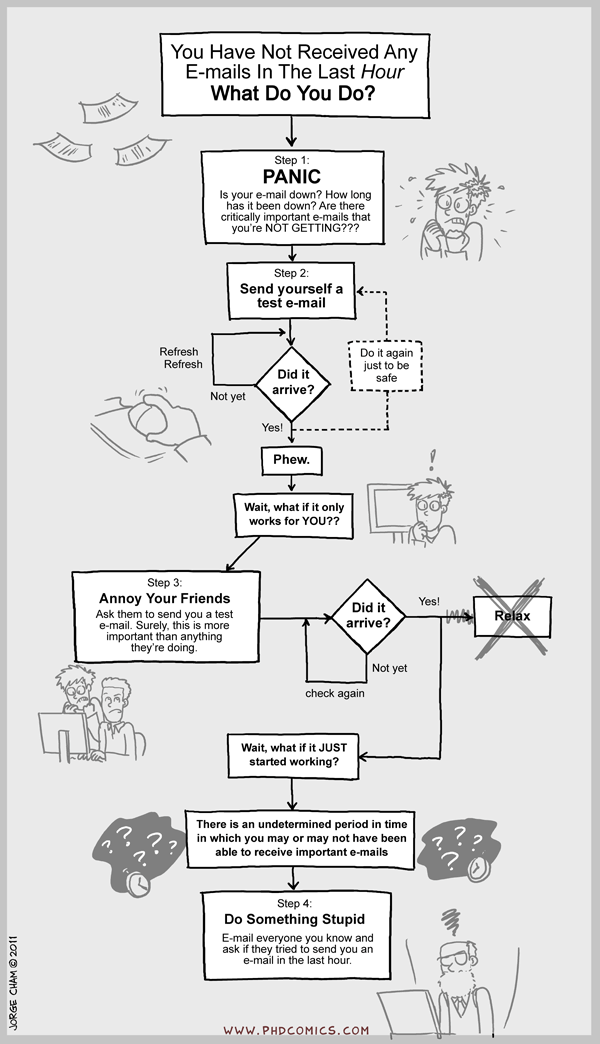 You Have Not Received Any
E-mails In The Last Hour
What Do You Do?
Step 1:
PANIC
Is your e-mail down? How long
has it been down? Are there
critically important e-mails that
you're NOT GETTING???
Step 2:
Send yourself a
test e-mail
Refresh
Refresh
Did it
arrive?
Not yet
Do it again
just to be
safe
Yes!
Phew.
!
Wait, what if it only
works for YOU??
Step 3:
Annoy Your Friends
Ask them to send you a test
e-mail. Surely, this is more
important than anything
they're doing.
Did it
arrive?
Yes!
Relax
Not yet
check again
Wait, what if it JUST
started working?
There is an undetermined period in time
in which you may or may not have been
able to receive important e-mails
? ? ? ?
? ? ? ?
Step 4:
Do Something Stupid
E-mail everyone you know and
ask if they tried to send you an
e-mail in the last hour.
JORGE CHAM © 2011
WWW.PHDCOMICS.COM